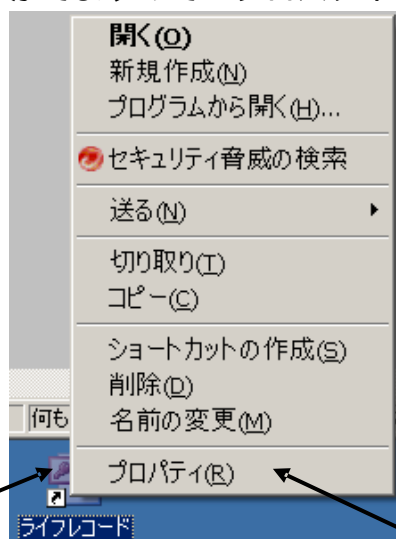 開く(O)
新規作成(N)
プログラムから開く(H)...
セキュリティ脅威の検索
送る(N)
切り取り(T)
コピー(C)
ショートカットの作成(S)
削除(D)
名前の変更(M)
何も
プロパティ(R)
ライフレコード